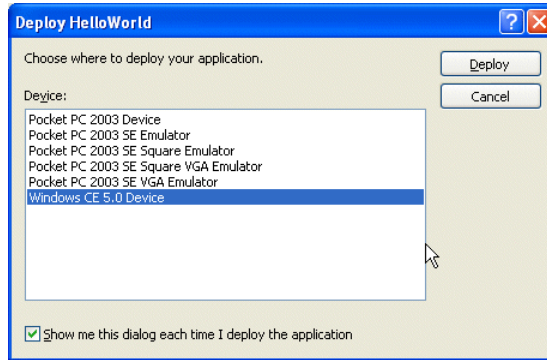 Deploy HelloWorld
Choose where to deploy your application.
Deploy
Device:
Cancel
Pocket PC 2003 Device
Pocket PC 2003 SE Emulator
Pocket PC 2003 SE Square Emulator
Pocket PC 2003 SE Square VGA Emulator
Pocket PC 2003 SE VGA Emulator
Windows CE 5.0 Device
Show me this dialog each time I deploy the application